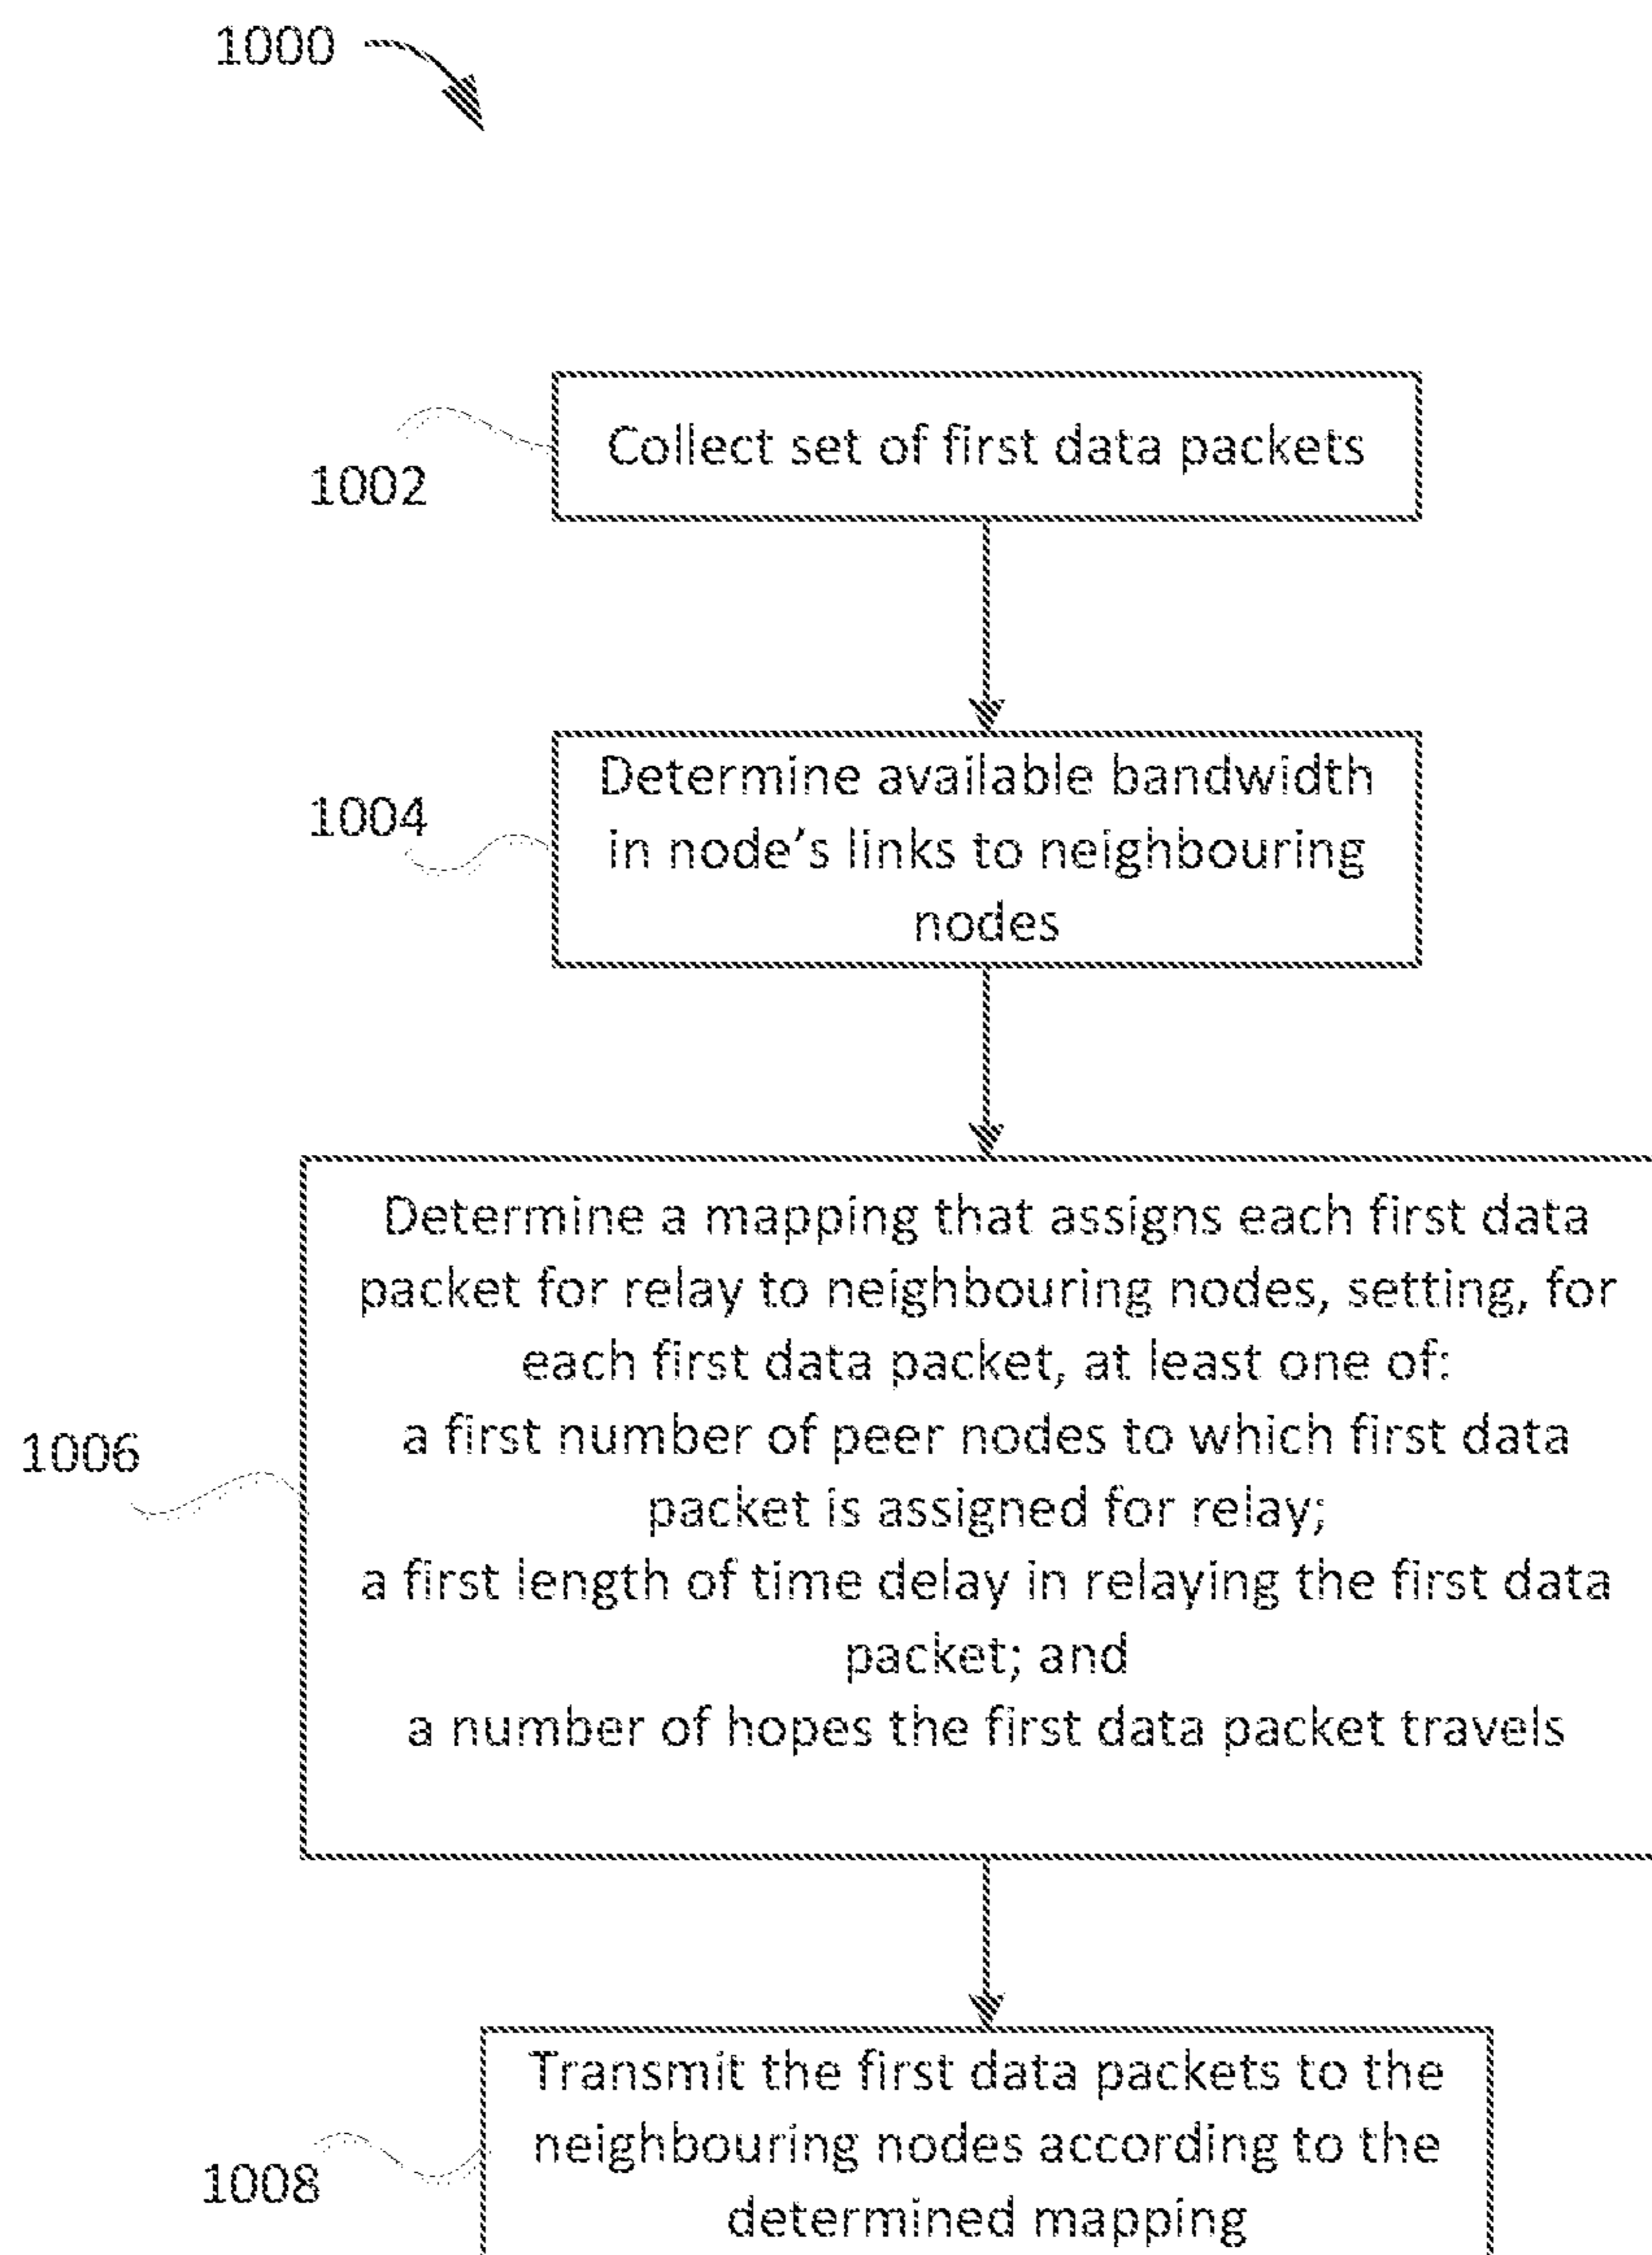 1000
Collect set of first data packets
1002
Determine available bandwidth
in node's links to neighbouring
nodes
1004
Determine a mapping that assigns each first data
packet for relay to neighbouring nodes, setting, for
each first data packet, at least one of:
a first number of peer nodes to which first data
packet is assigned for relay;
a first length of time delay in relaying the first data
packet; and
a number of hopes the first data packet travels
1006
Transmit the first data packets to the
neighbouring nodes according to the
determined mapping
1008